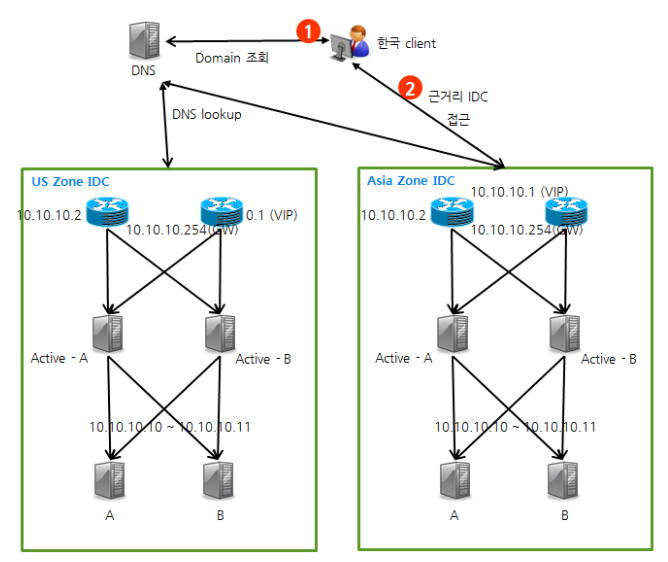 1
한국 client
Domain 조회
DNS
2
근거리 IDC
접근
DNS lookup
US Zone IDC
10.10.10.2
0.1 (VIP)
10.10.10.254(GW)
Active - A
Active - B
10.10.10.10 ~ 10.10.10.11
A
B
Asia Zone IDC
10.10.10.1 (VIP)
10.10.10.2
10.10.10.254(GW)
Active - A
Active - B
10.10.10.10 ~ 10.10.10.11
A
B